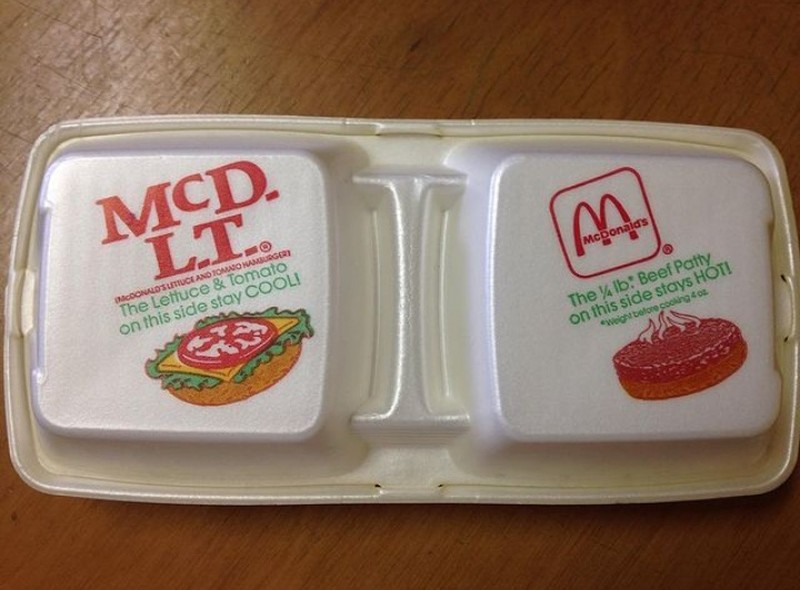 McD.
L.T.®
(McDONALD'S LETTUCE AND TOMATO HAMBURGER)
The Lettuce & Tomato
on this side stay COOL!
McDonald's
®
The ¼ lb.* Beef Patty
on this side stays HOT!
*Weight before cooking 4 oz.